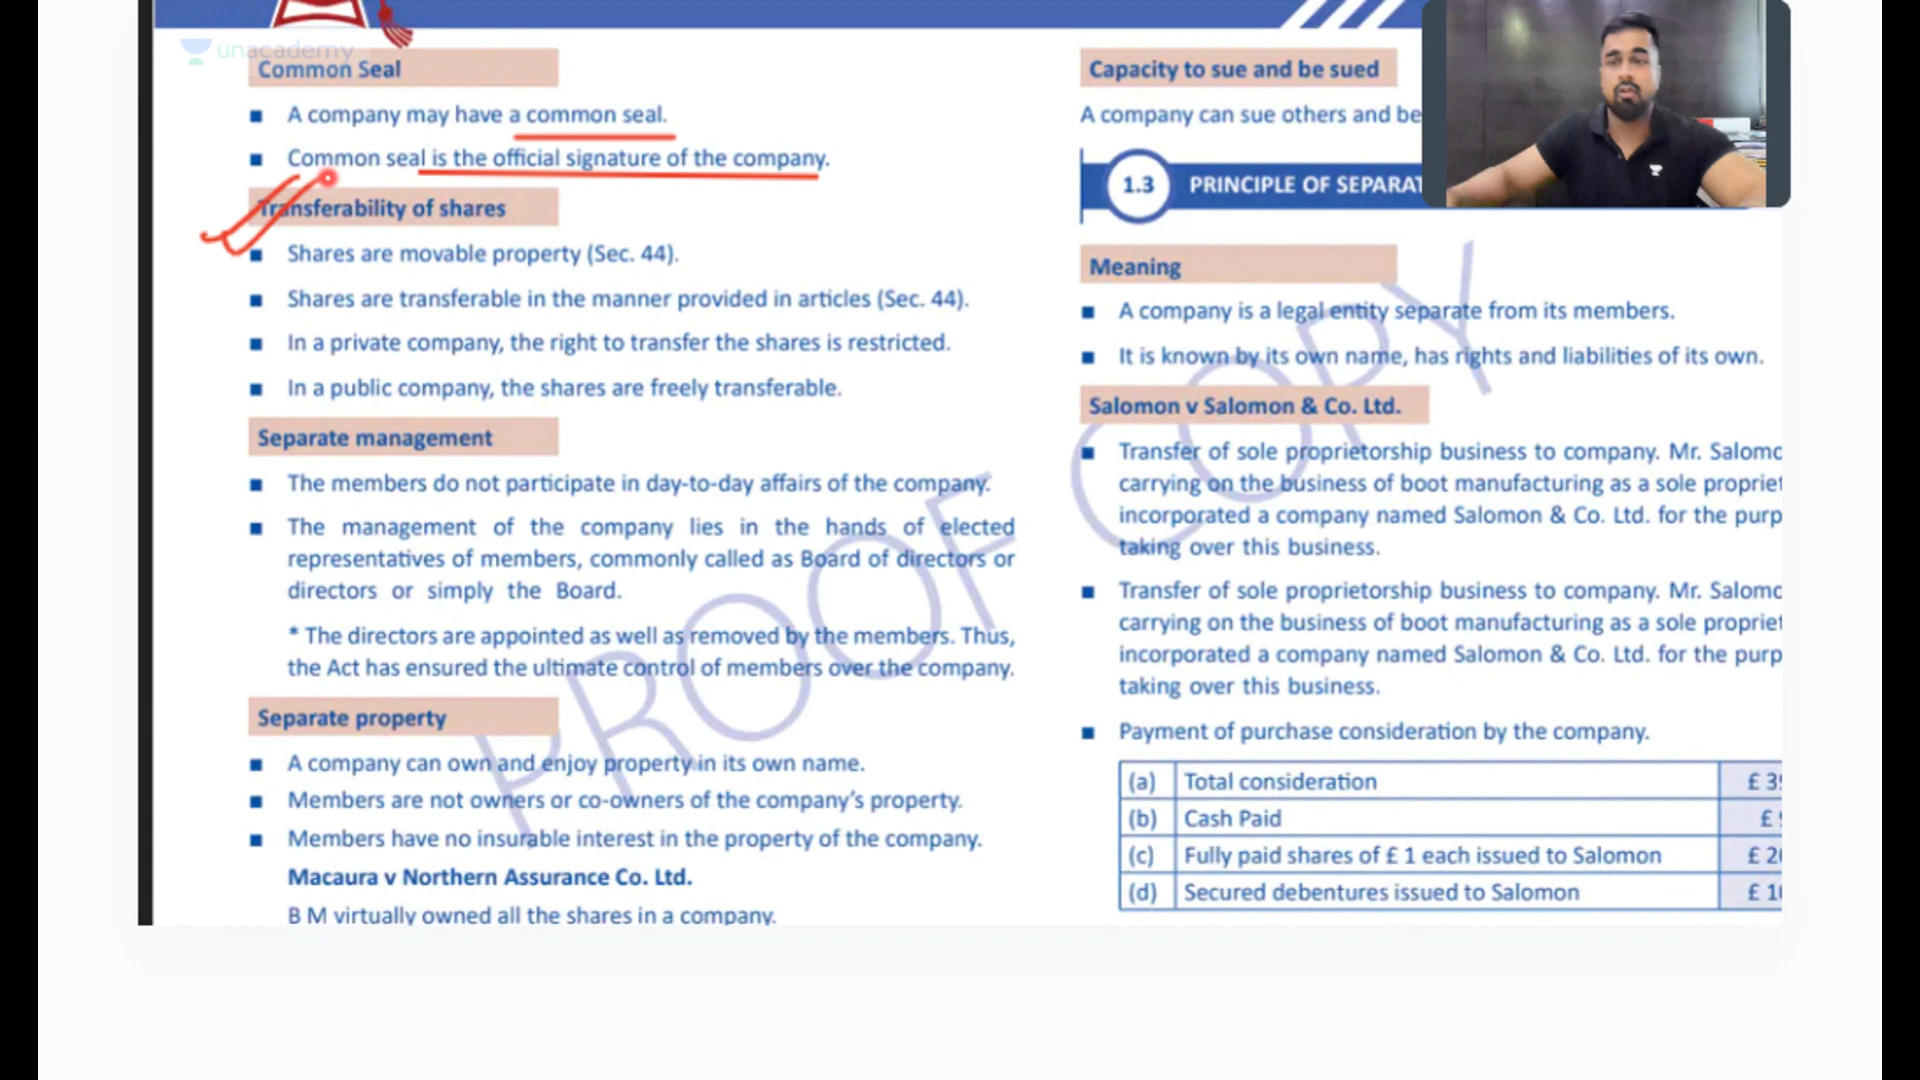 unacademy
Common Seal
■ A company may have a common seal.
■ Common seal is the official signature of the company.
Transferability of shares
■ Shares are movable property (Sec. 44).
■ Shares are transferable in the manner provided in articles (Sec. 44).
■ In a private company, the right to transfer the shares is restricted.
■ In a public company, the shares are freely transferable.
Separate management
■ The members do not participate in day-to-day affairs of the company.
■ The management of the company lies in the hands of elected
representatives of members, commonly called as Board of directors or
directors or simply the Board.
* The directors are appointed as well as removed by the members. Thus,
the Act has ensured the ultimate control of members over the company.
Separate property
■ A company can own and enjoy property in its own name.
■ Members are not owners or co-owners of the company's property.
■ Members have no insurable interest in the property of the company.
Macaura v Northern Assurance Co. Ltd.
B M virtually owned all the shares in a company.
Capacity to sue and be sued
A company can sue others and be
1.3 PRINCIPLE OF SEPARAT
Meaning
■ A company is a legal entity separate from its members.
■ It is known by its own name, has rights and liabilities of its own.
Salomon v Salomon & Co. Ltd.
■ Transfer of sole proprietorship business to company. Mr. Salomo
carrying on the business of boot manufacturing as a sole propriet
incorporated a company named Salomon & Co. Ltd. for the purp
taking over this business.
■ Transfer of sole proprietorship business to company. Mr. Salomo
carrying on the business of boot manufacturing as a sole propriet
incorporated a company named Salomon & Co. Ltd. for the purp
taking over this business.
■ Payment of purchase consideration by the company.
(a) Total consideration £ 3
(b) Cash Paid £
(c) Fully paid shares of £ 1 each issued to Salomon £ 2
(d) Secured debentures issued to Salomon £ 1
PROOF COPY